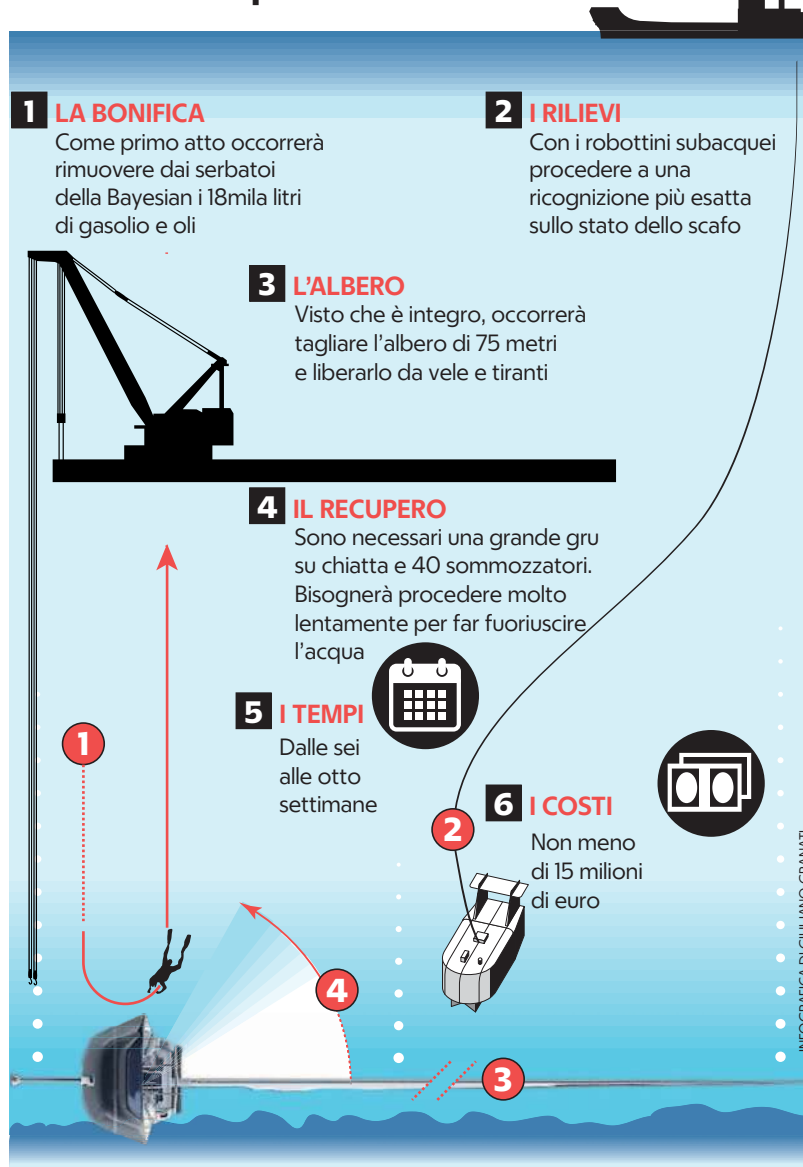 1 LA BONIFICA
Come primo atto occorrerà
rimuovere dai serbatoi
della Bayesian i 18mila litri
di gasolio e oli
2 I RILIEVI
Con i robottini subacquei
procedere a una
ricognizione più esatta
sullo stato dello scafo
3 L'ALBERO
Visto che è integro, occorrerà
tagliare l'albero di 75 metri
e liberarlo da vele e tiranti
4 IL RECUPERO
Sono necessari una grande gru
su chiatta e 40 sommozzatori.
Bisognerà procedere molto
lentamente per far fuoriuscire
l'acqua
5 I TEMPI
Dalle sei
alle otto
settimane
6 I COSTI
Non meno
di 15 milioni
di euro
1
2
4
3
INFOGRAFICA DI GIULIANO GRANATI